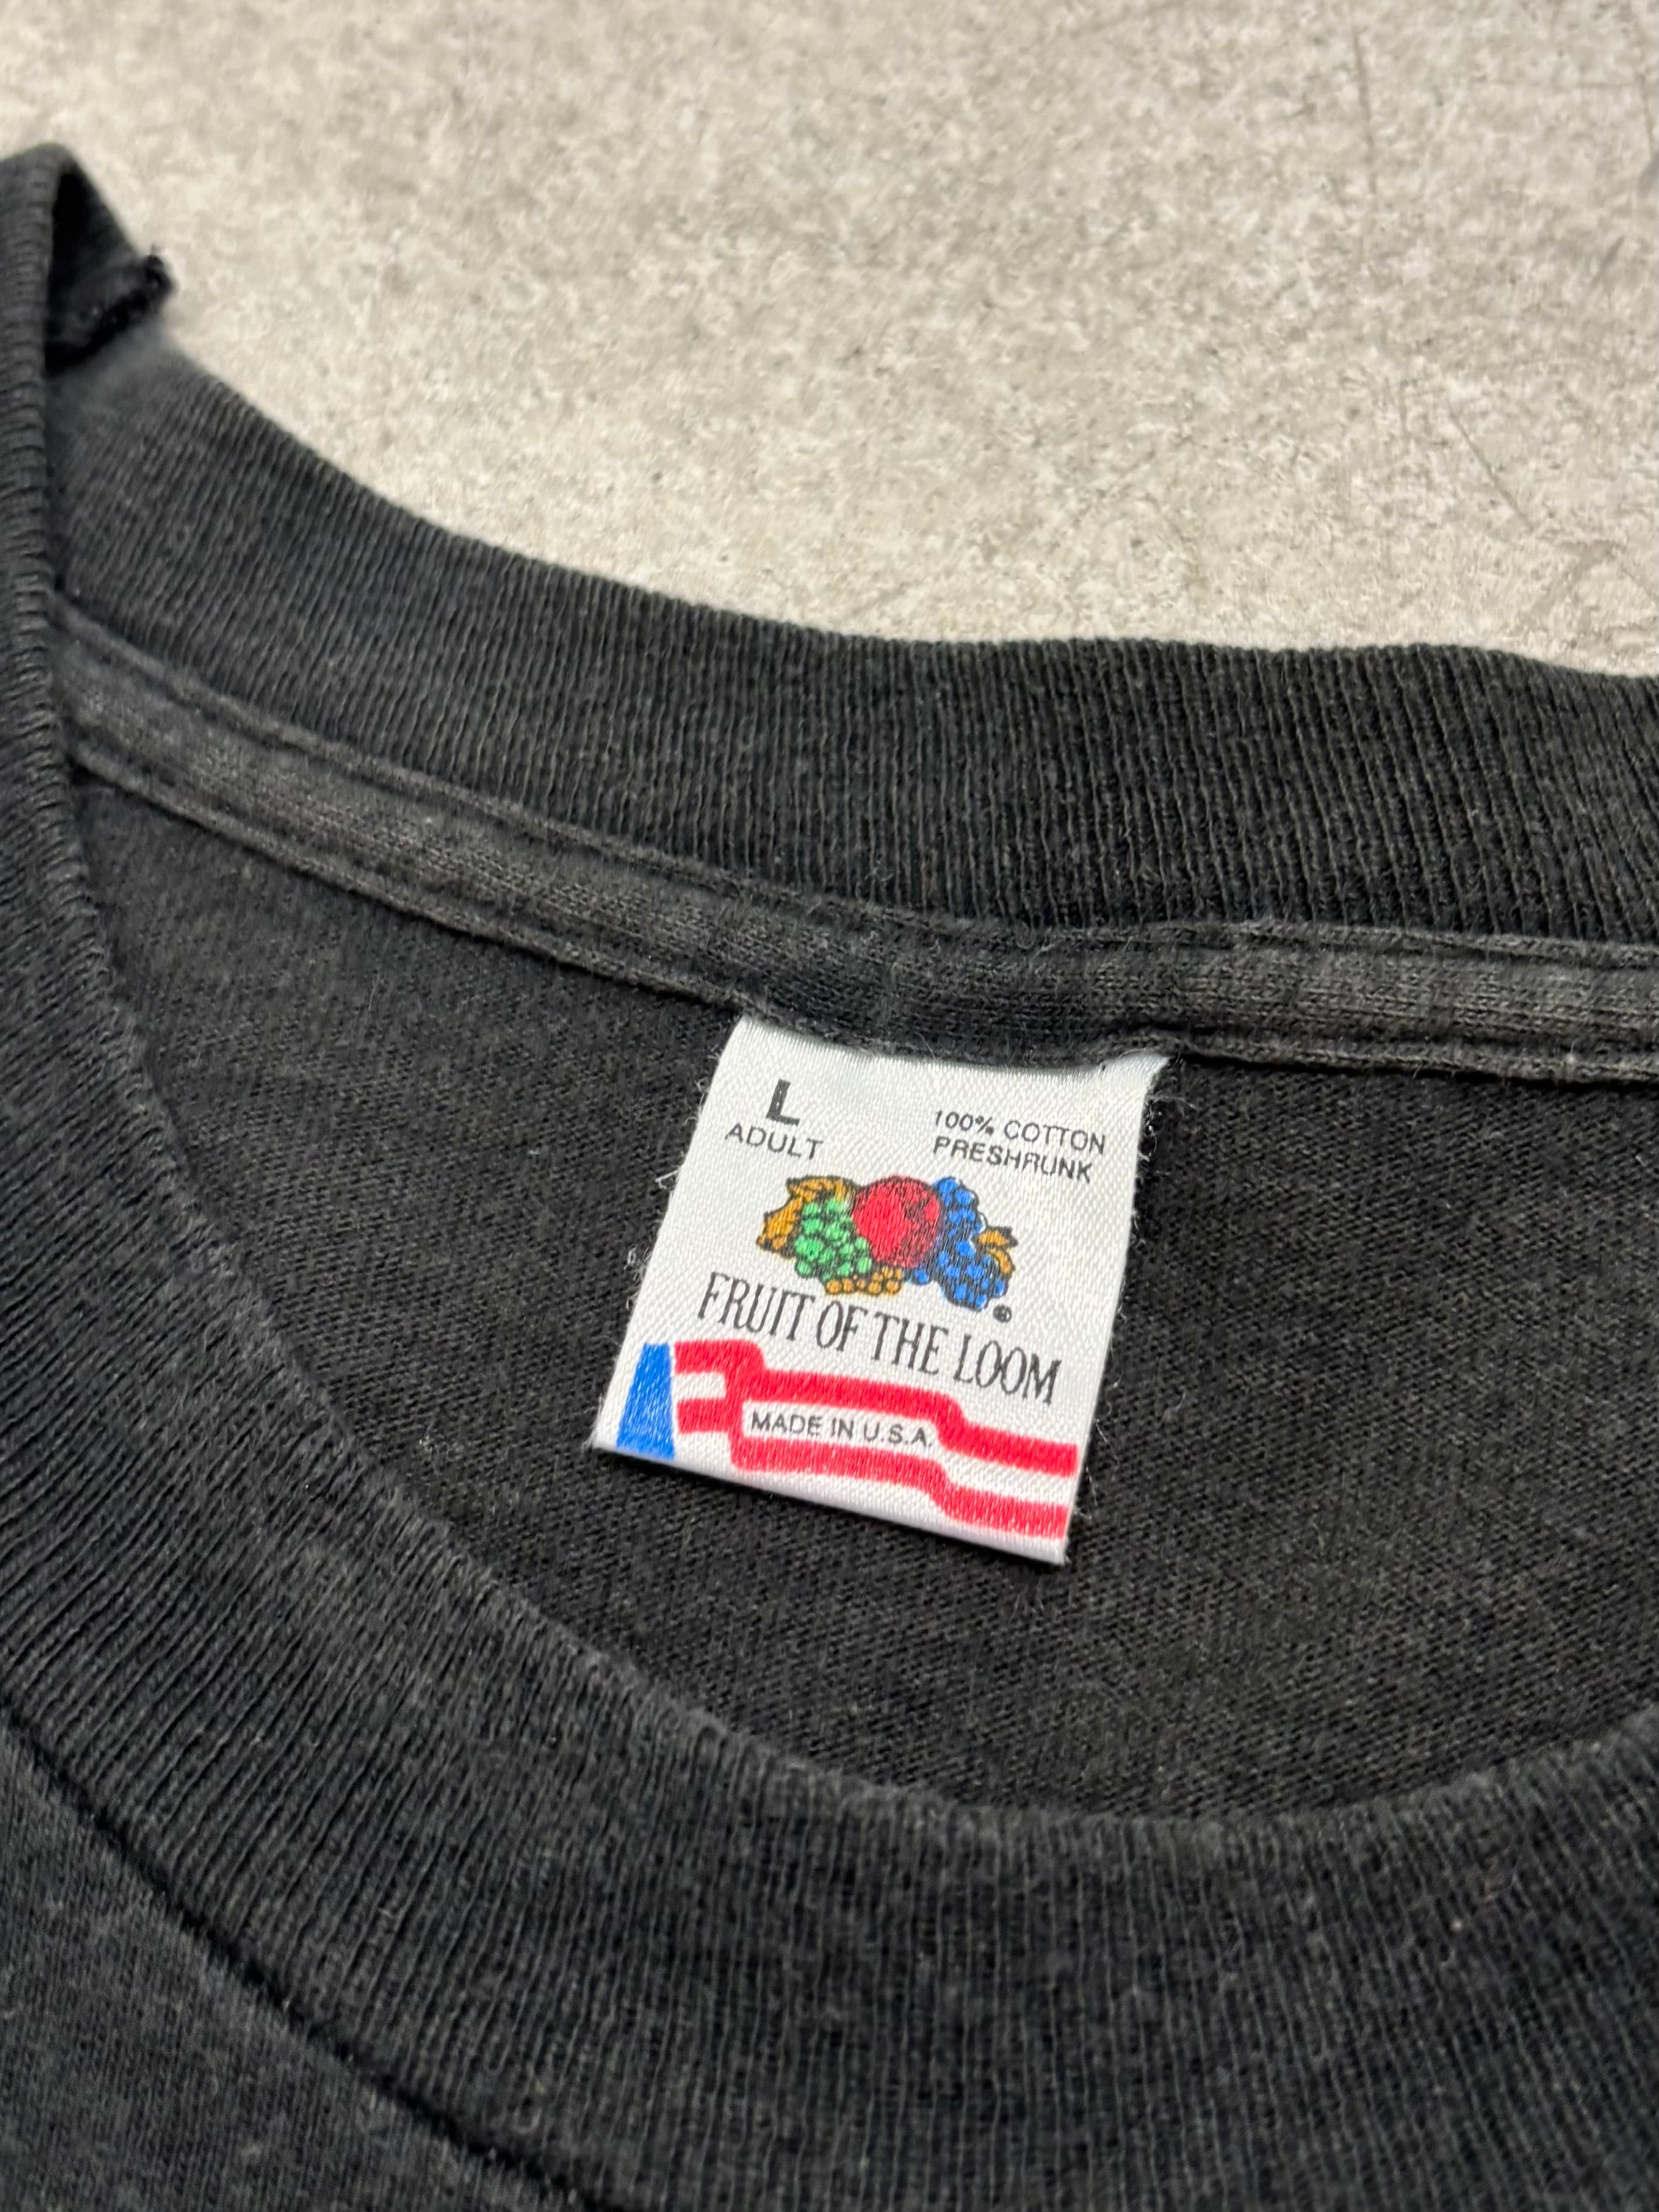 L
ADULT
100% COTTON
PRESHRUNK
FRUIT OF THE LOOM®
MADE IN U.S.A.